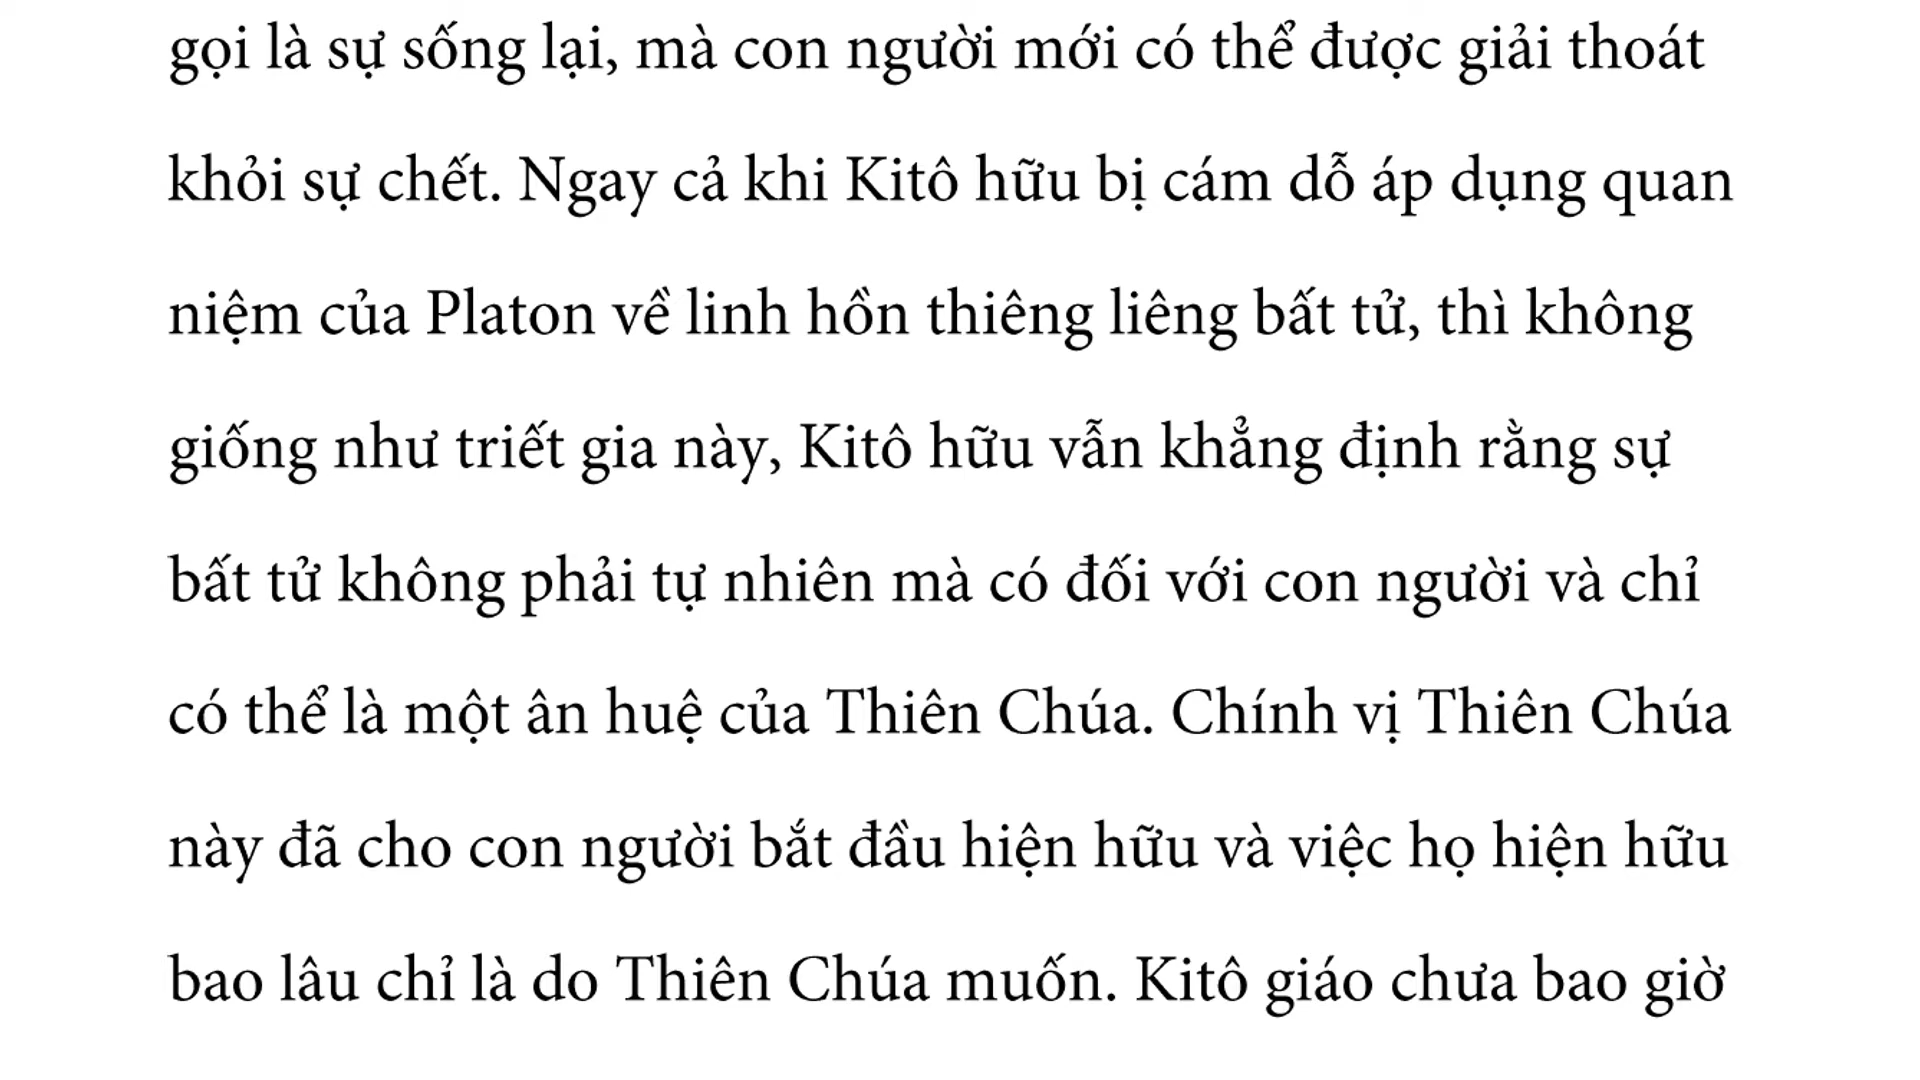 gọi là sự sống lại, mà con người mới có thể được giải thoát
khỏi sự chết. Ngay cả khi Kitô hữu bị cám dỗ áp dụng quan
niệm của Platon về linh hồn thiêng liêng bất tử, thì không
giống như triết gia này, Kitô hữu vẫn khẳng định rằng sự
bất tử không phải tự nhiên mà có đối với con người và chỉ
có thể là một ân huệ của Thiên Chúa. Chính vị Thiên Chúa
này đã cho con người bắt đầu hiện hữu và việc họ hiện hữu
bao lâu chỉ là do Thiên Chúa muốn. Kitô giáo chưa bao giờ